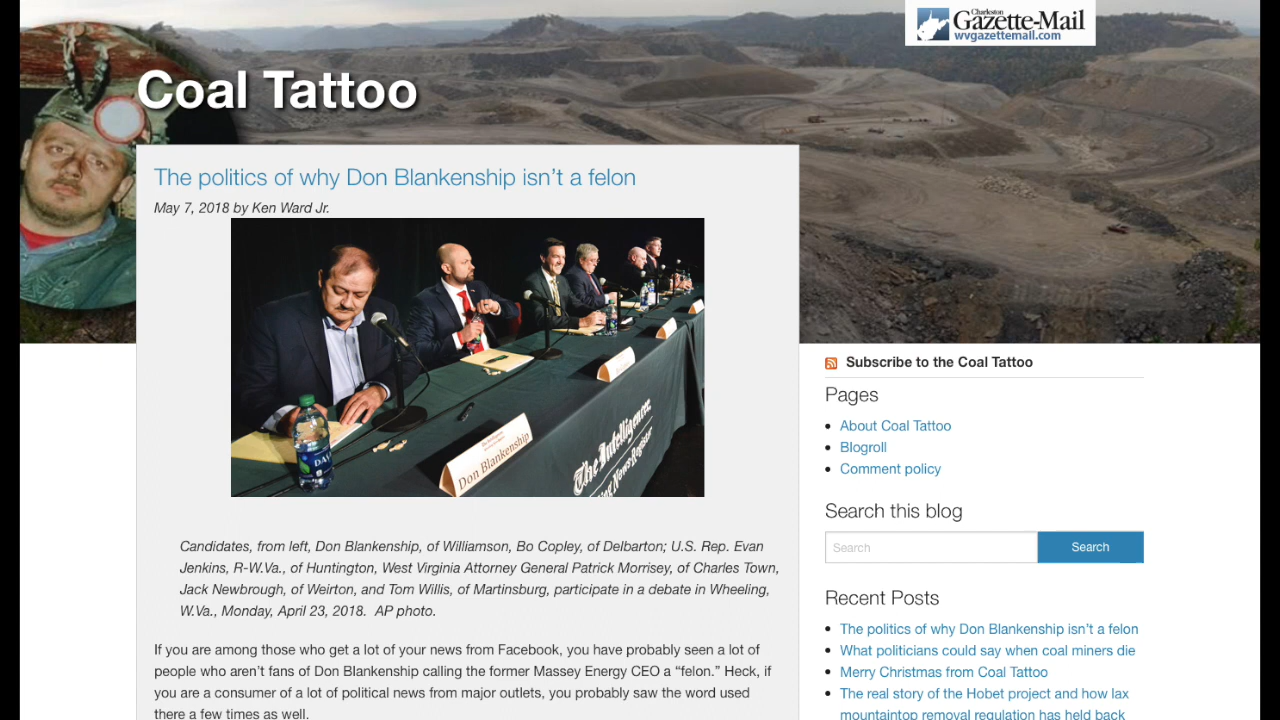 Charleston
Gazette-Mail
wvgazettemail.com
Coal Tattoo
The politics of why Don Blankenship isn’t a felon
May 7, 2018 by Ken Ward Jr.
Don Blankenship
The Intelligencer
News Register
Candidates, from left, Don Blankenship, of Williamson, Bo Copley, of Delbarton; U.S. Rep. Evan
Jenkins, R-W.Va., of Huntington, West Virginia Attorney General Patrick Morrisey, of Charles Town,
Jack Newbrough, of Weirton, and Tom Willis, of Martinsburg, participate in a debate in Wheeling,
W.Va., Monday, April 23, 2018.  AP photo.
If you are among those who get a lot of your news from Facebook, you have probably seen a lot of
people who aren’t fans of Don Blankenship calling the former Massey Energy CEO a “felon.” Heck, if
you are a consumer of a lot of political news from major outlets, you probably saw the word used
there a few times as well.
Subscribe to the Coal Tattoo
Pages
About Coal Tattoo
Blogroll
Comment policy
Search this blog
Search
Search
Recent Posts
The politics of why Don Blankenship isn’t a felon
What politicians could say when coal miners die
Merry Christmas from Coal Tattoo
The real story of the Hobet project and how lax
mountaintop removal regulation has held back